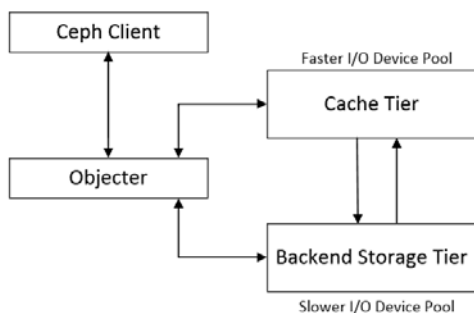 Ceph Client
Faster I/O Device Pool
Cache Tier
Objecter
Backend Storage Tier
Slower I/O Device Pool